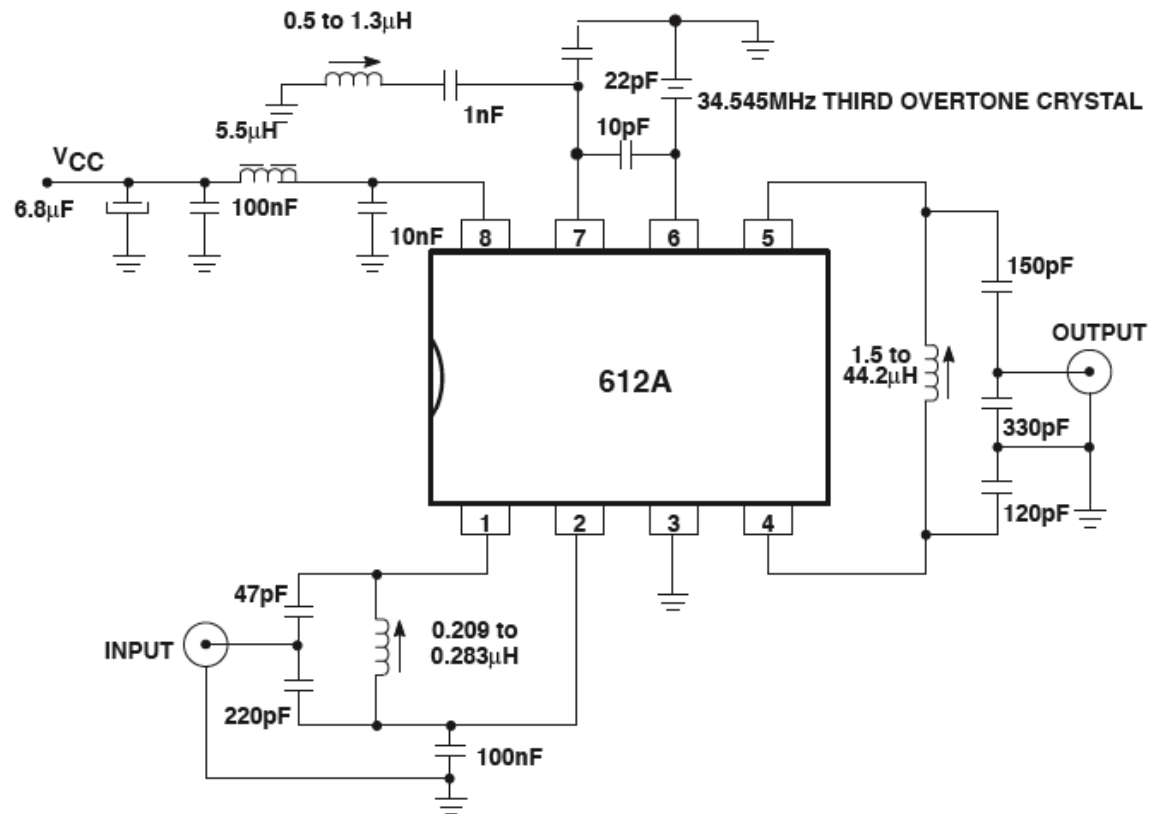 0.5 to 1.3μH
22pF
34.545MHz THIRD OVERTONE CRYSTAL
1nF
5.5μH
10pF
VCC
6.8μF
100nF
10nF
8
7
6
5
150pF
OUTPUT
1.5 to
44.2μH
612A
330pF
120pF
1
2
3
4
47pF
INPUT
0.209 to
0.283μH
220pF
100nF